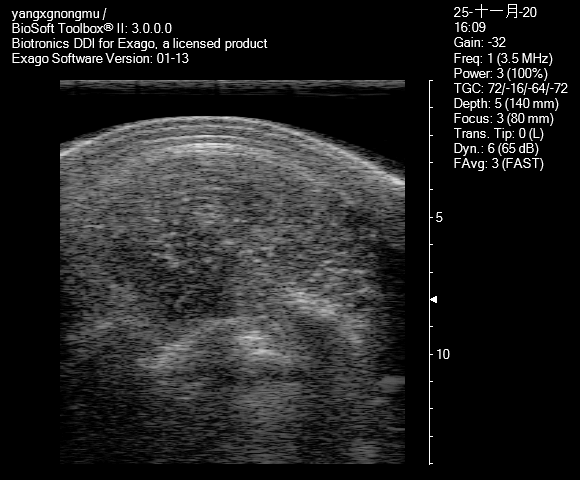 yangxgnongmu /
BioSoft Toolbox® II: 3.0.0.0
Biotronics DDI for Exago, a licensed product
Exago Software Version: 01-13
25-十一月-20
16:09
Gain: -32
Freq: 1 (3.5 MHz)
Power: 3 (100%)
TGC: 72/-16/-64/-72
Depth: 5 (140 mm)
Focus: 3 (80 mm)
Trans. Tip: 0 (L)
Dyn.: 6 (65 dB)
FAvg: 3 (FAST)
5
10